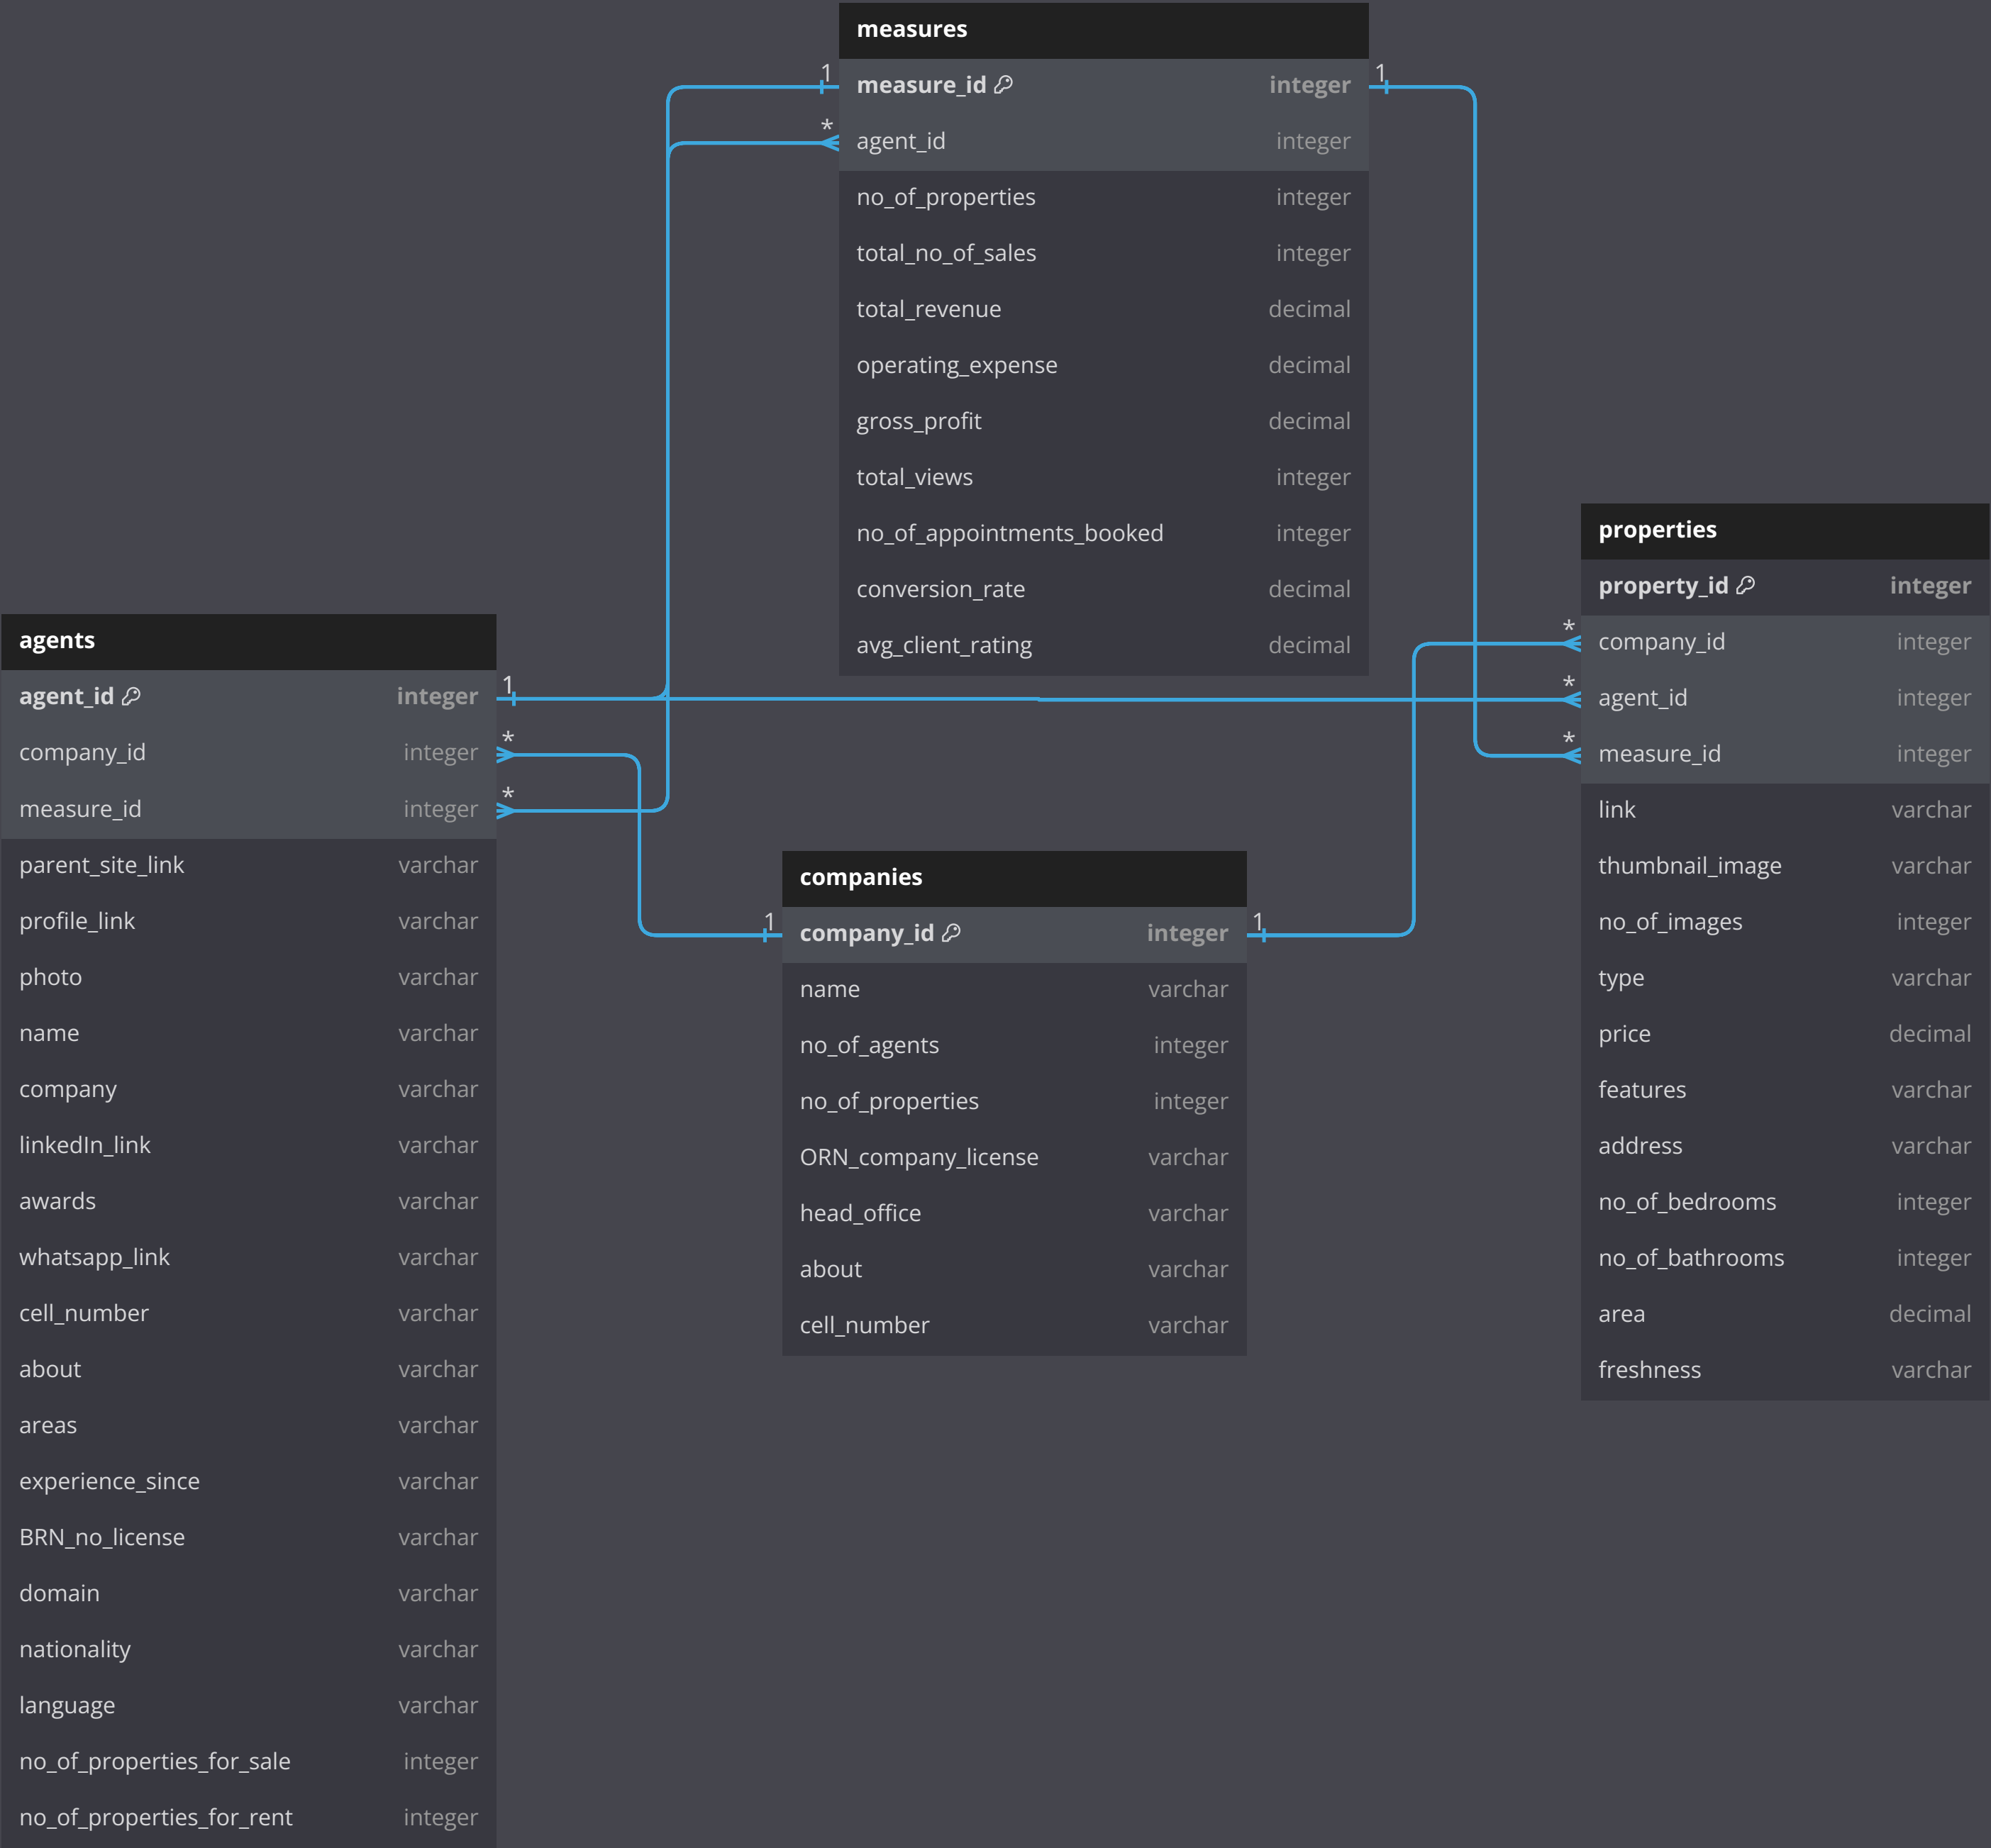 measures
1 measure_id integer 1
* agent_id integer
no_of_properties integer
total_no_of_sales integer
total_revenue decimal
operating_expense decimal
gross_profit decimal
total_views integer
no_of_appointments_booked integer
conversion_rate decimal
avg_client_rating decimal
agents
agent_id integer 1
company_id integer *
measure_id integer *
parent_site_link varchar
profile_link varchar
photo varchar
name varchar
company varchar
linkedIn_link varchar
awards varchar
whatsapp_link varchar
cell_number varchar
about varchar
areas varchar
experience_since varchar
BRN_no_license varchar
domain varchar
nationality varchar
language varchar
no_of_properties_for_sale integer
no_of_properties_for_rent integer
companies
1 company_id integer 1
name varchar
no_of_agents integer
no_of_properties integer
ORN_company_license varchar
head_office varchar
about varchar
cell_number varchar
properties
property_id integer
* company_id integer
* agent_id integer
* measure_id integer
link varchar
thumbnail_image varchar
no_of_images integer
type varchar
price decimal
features varchar
address varchar
no_of_bedrooms integer
no_of_bathrooms integer
area decimal
freshness varchar